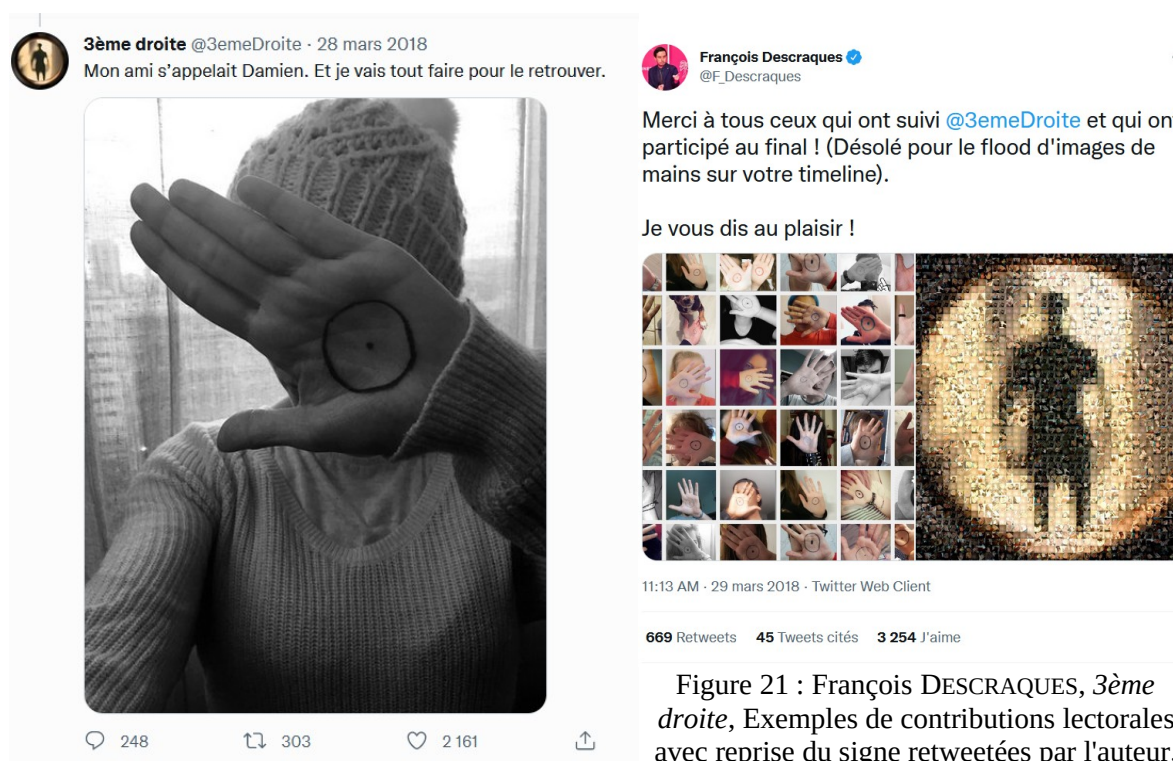 3ème droite @3emeDroite · 28 mars 2018
Mon ami s'appelait Damien. Et je vais tout faire pour le retrouver.
248 303 2 161
François Descraques
@F_Descraques
Merci à tous ceux qui ont suivi @3emeDroite et qui
participé au final ! (Désolé pour le flood d'images de
mains sur votre timeline).
Je vous dis au plaisir !
11:13 AM · 29 mars 2018 · Twitter Web Client
669 Retweets 45 Tweets cités 3 254 J'aime
Figure 21 : François DESCRAQUES, 3ème
droite, Exemples de contributions lectorales
avec reprise du signe retweetées par l'auteur.